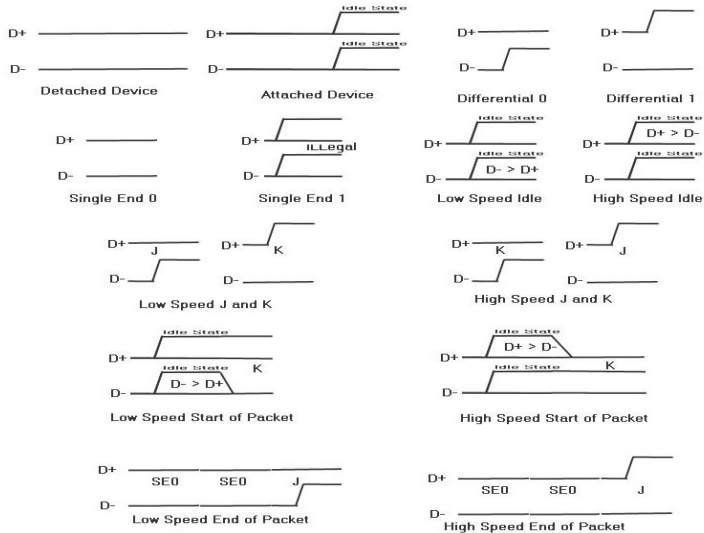 Idle State
D+
Idle State
D-
Detached Device
Attached Device
D+
D-
Differential 0
D+
D-
Differential 1
D+
D-
Single End 0
D+
ILLegal
D-
Single End 1
Idle State
D+
Idle State
D- > D+
D-
Low Speed Idle
Idle State
D+ > D-
D+
Idle State
D-
High Speed Idle
D+
J
D-
D+
K
D-
Low Speed J and K
D+
K
D-
D+
J
D-
High Speed J and K
Idle State
D+
Idle State
K
D- > D+
D-
Low Speed Start of Packet
Idle State
D+ > D-
D+
Idle State
K
D-
High Speed Start of Packet
D+
SE0 SE0 J
D-
Low Speed End of Packet
D+
SE0 SE0 J
D-
High Speed End of Packet